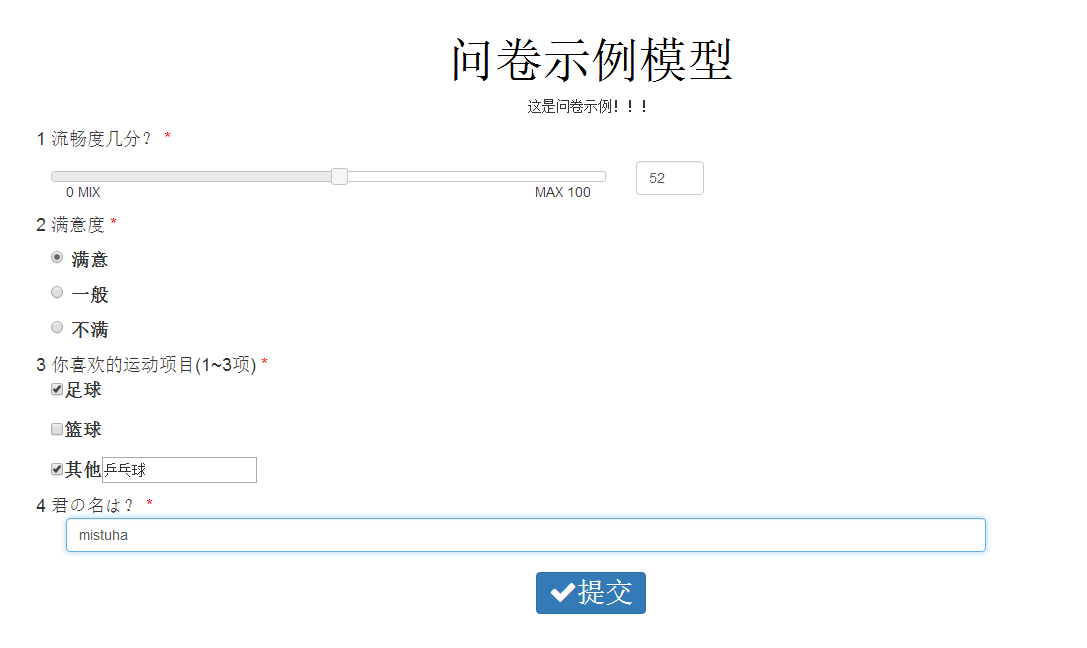 问卷示例模型
这是问卷示例！！！
1 流畅度几分？ *
52
0 MIX MAX 100
2 满意度 *
满意
一般
不满
3 你喜欢的运动项目(1~3项) *
足球
篮球
其他 乒乓球
4 君の名は？ *
mistuha
提交